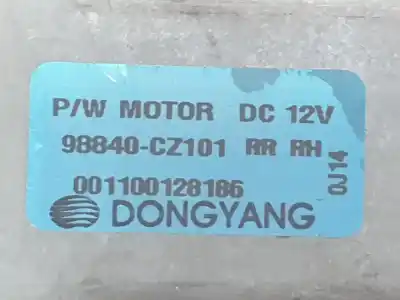 P/W MOTOR DC 12V
98840-CZ101 RR RH
001100128186
0J14
DONGYANG